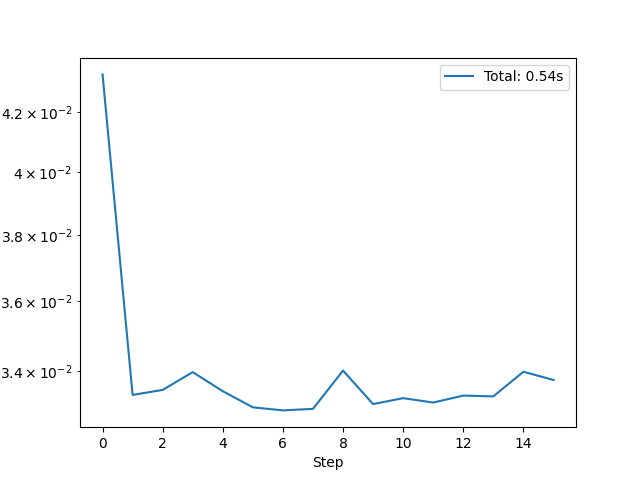 Total: 0.54s
4.2 × 10⁻²
4 × 10⁻²
3.8 × 10⁻²
3.6 × 10⁻²
3.4 × 10⁻²
0 2 4 6 8 10 12 14
Step